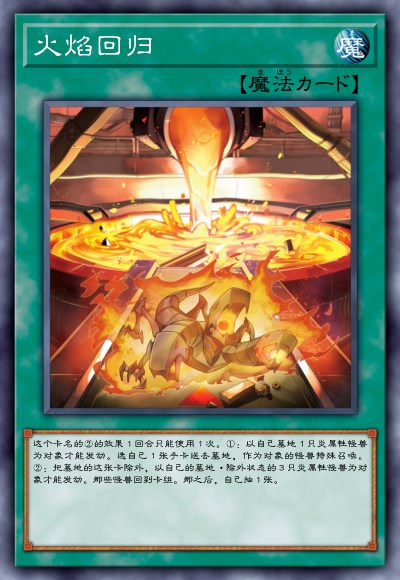 火焰回归
魔
【魔法カード】
ま ほう
这个卡名的②的效果1回合只能使用1次。①：以自己墓地1只炎属性怪兽
为对象才能发动。选自己1张手卡送去墓地，作为对象的怪兽特殊召唤。
②：把墓地的这张卡除外，以自己的墓地·除外状态的3只炎属性怪兽为对
象才能发动。那些怪兽回到卡组。那之后，自己抽1张。